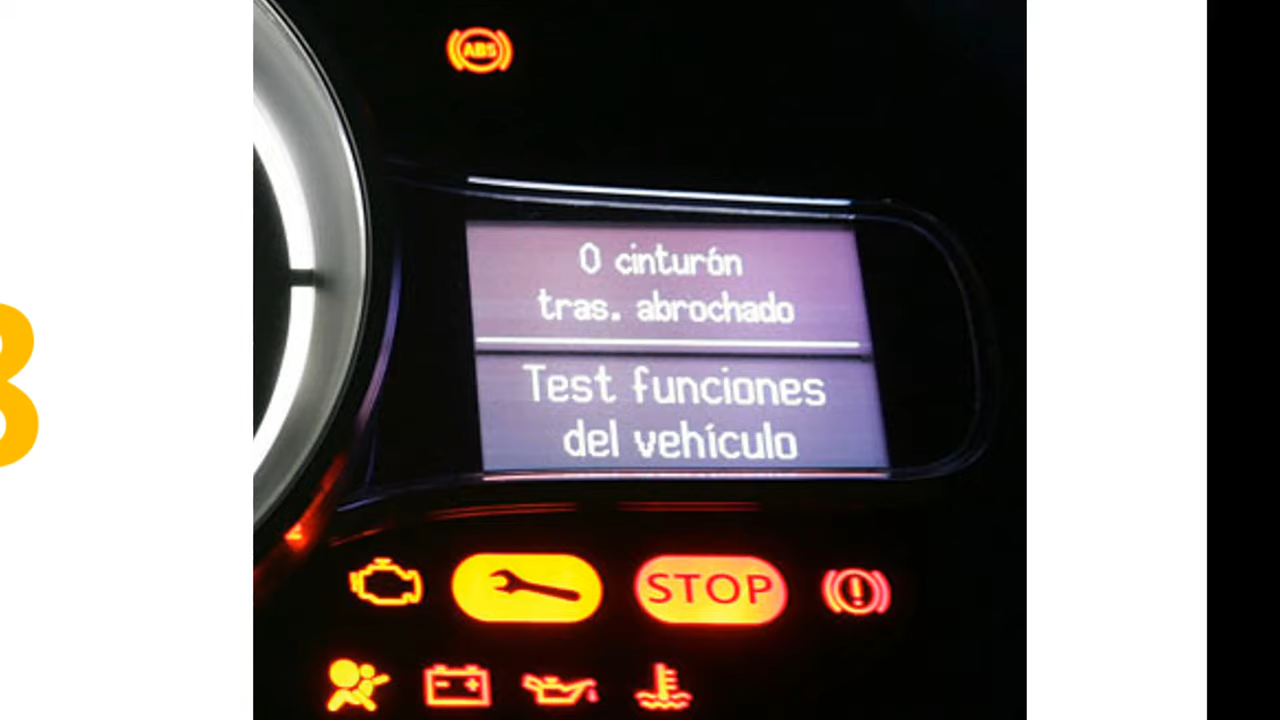 ABS
0 cinturón
tras. abrochado
Test funciones
del vehículo
STOP